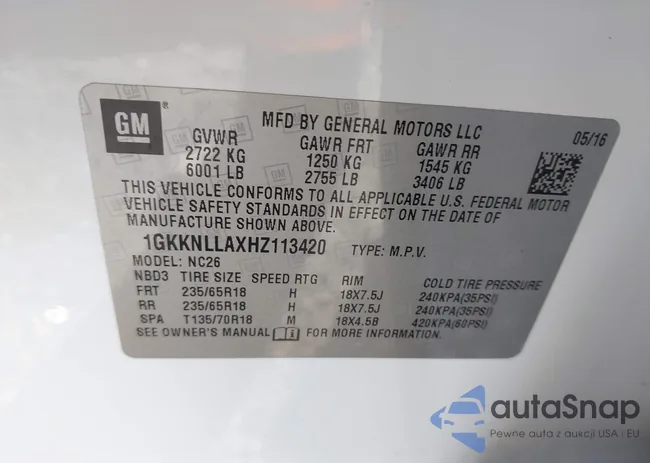 GM ®
MFD BY GENERAL MOTORS LLC 05/16
GVWR GAWR FRT GAWR RR
2722 KG 1250 KG 1545 KG
6001 LB 2755 LB 3406 LB
THIS VEHICLE CONFORMS TO ALL APPLICABLE U.S. FEDERAL MOTOR
VEHICLE SAFETY STANDARDS IN EFFECT ON THE DATE OF
MANUFACTURE SHOWN ABOVE.
1GKKNLLAXHZ113420 TYPE: M.P.V.
MODEL: NC26
NBD3 TIRE SIZE SPEED RTG RIM COLD TIRE PRESSURE
FRT 235/65R18 H 18X7.5J 240KPA(35PSI)
RR 235/65R18 H 18X7.5J 240KPA(35PSI)
SPA T135/70R18 M 18X4.5B 420KPA(60PSI)
SEE OWNER'S MANUAL FOR MORE INFORMATION.
autaSnap
Pewne auta z aukcji USA i EU